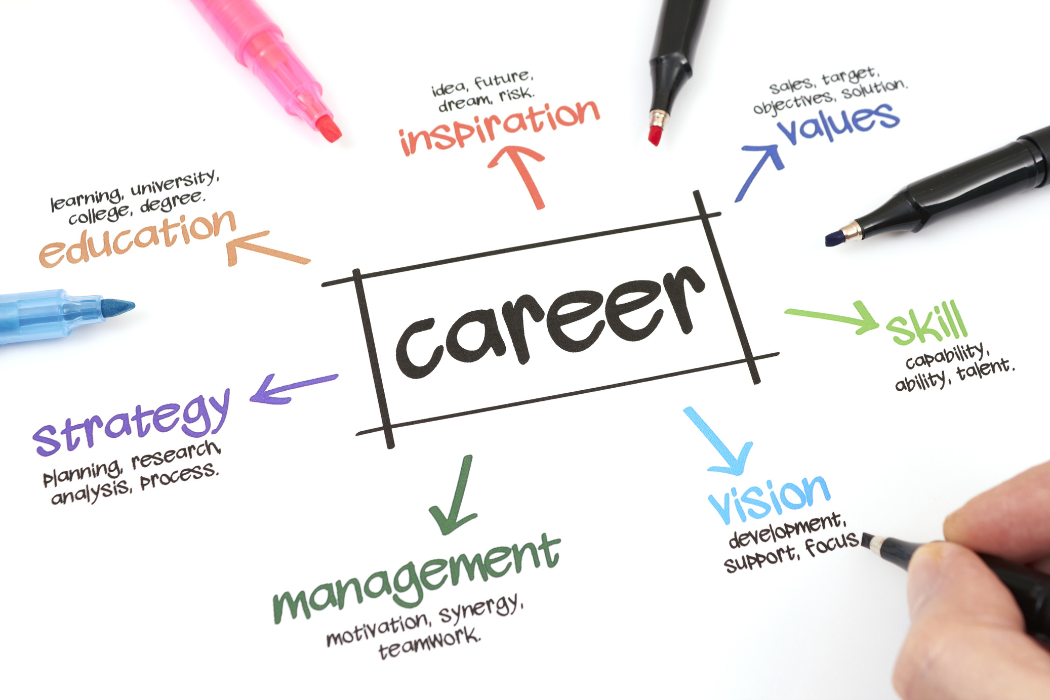 idea, future,
dream, risk.
inspiration
sales, target,
objectives, solution.
values
learning, university,
college, degree.
education
career
skill
capability,
ability, talent.
strategy
planning, research,
analysis, process.
vision
development,
support, focus
management
motivation, synergy,
teamwork.